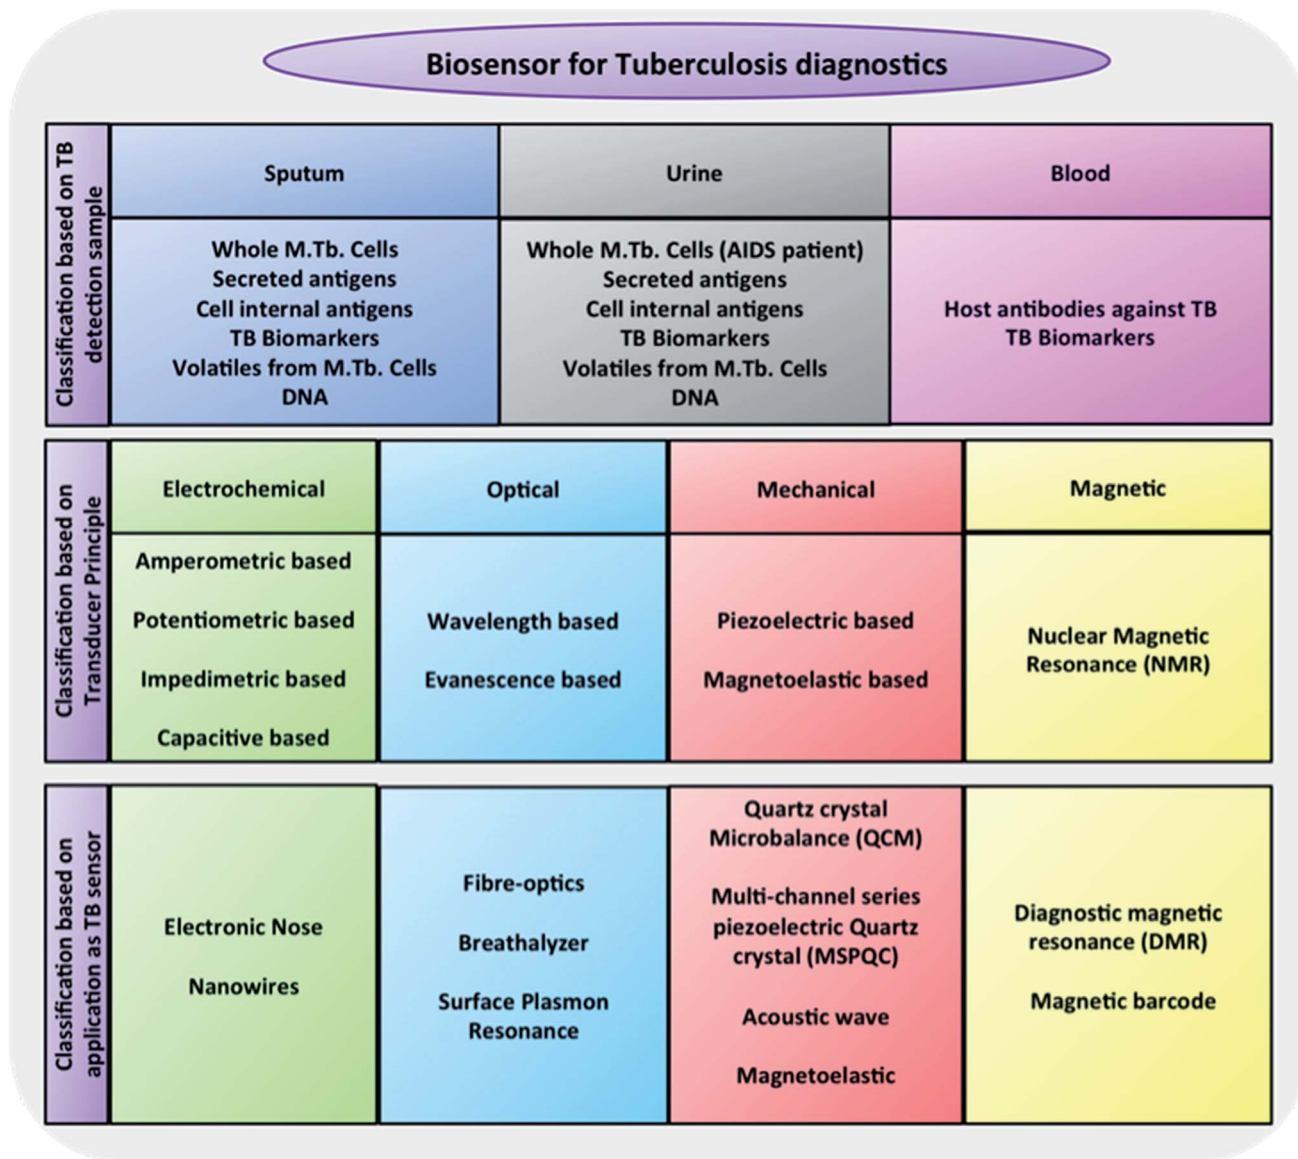 Biosensor for Tuberculosis diagnostics
Classification based on TB
detection sample
Sputum
Urine
Blood
Whole M.Tb. Cells
Secreted antigens
Cell internal antigens
TB Biomarkers
Volatiles from M.Tb. Cells
DNA
Whole M.Tb. Cells (AIDS patient)
Secreted antigens
Cell internal antigens
TB Biomarkers
Volatiles from M.Tb. Cells
DNA
Host antibodies against TB
TB Biomarkers
Classification based on
Transducer Principle
Electrochemical
Optical
Mechanical
Magnetic
Amperometric based
Potentiometric based
Impedimetric based
Capacitive based
Wavelength based
Evanescence based
Piezoelectric based
Magnetoelastic based
Nuclear Magnetic
Resonance (NMR)
Classification based on
application as TB sensor
Electronic Nose
Nanowires
Fibre-optics
Breathalyzer
Surface Plasmon
Resonance
Quartz crystal
Microbalance (QCM)
Multi-channel series
piezoelectric Quartz
crystal (MSPQC)
Acoustic wave
Magnetoelastic
Diagnostic magnetic
resonance (DMR)
Magnetic barcode